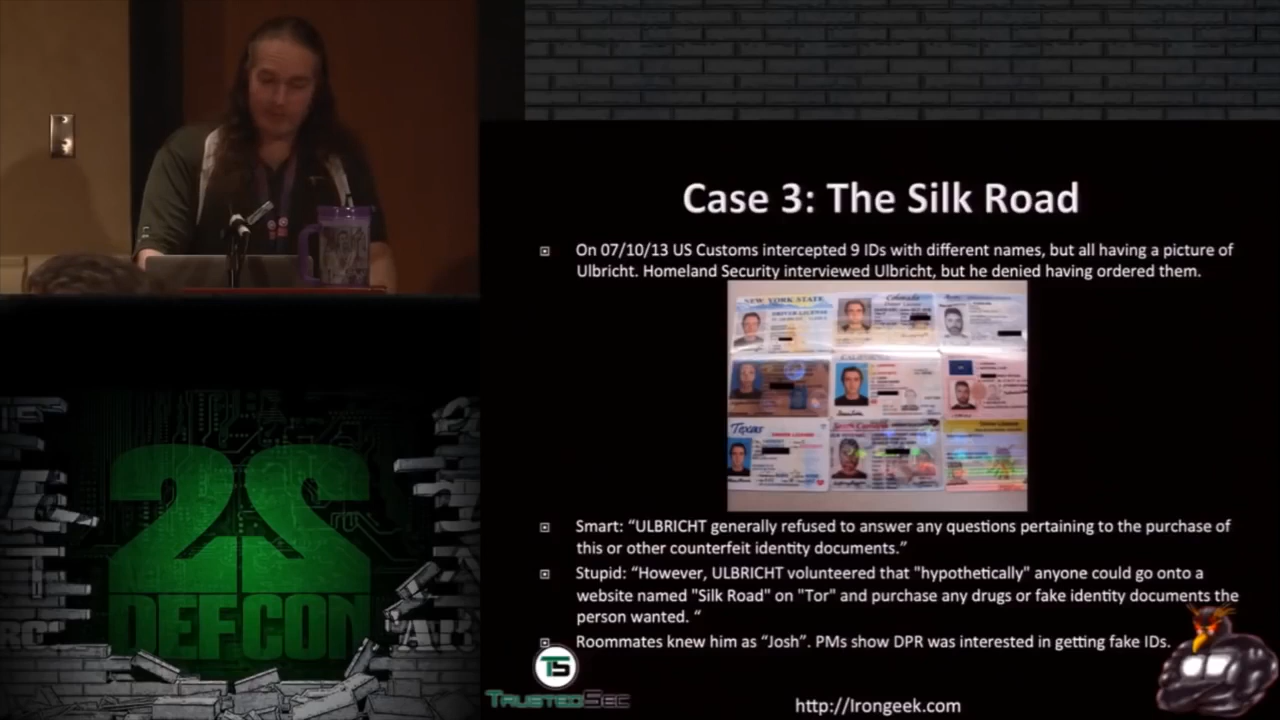 Case 3: The Silk Road
On 07/10/13 US Customs intercepted 9 IDs with different names, but all having a picture of
Ulbricht. Homeland Security interviewed Ulbricht, but he denied having ordered them.
NEW YORK STATE
DRIVER LICENSE
Colorado
CALIFORNIA
Texas
Smart: “ULBRICHT generally refused to answer any questions pertaining to the purchase of
this or other counterfeit identity documents.”
Stupid: “However, ULBRICHT volunteered that "hypothetically" anyone could go onto a
website named "Silk Road" on "Tor" and purchase any drugs or fake identity documents the
person wanted. “
Roommates knew him as “Josh”. PMs show DPR was interested in getting fake IDs.
TS
TRUSTEDSEC
http://Irongeek.com
22
DEFCON